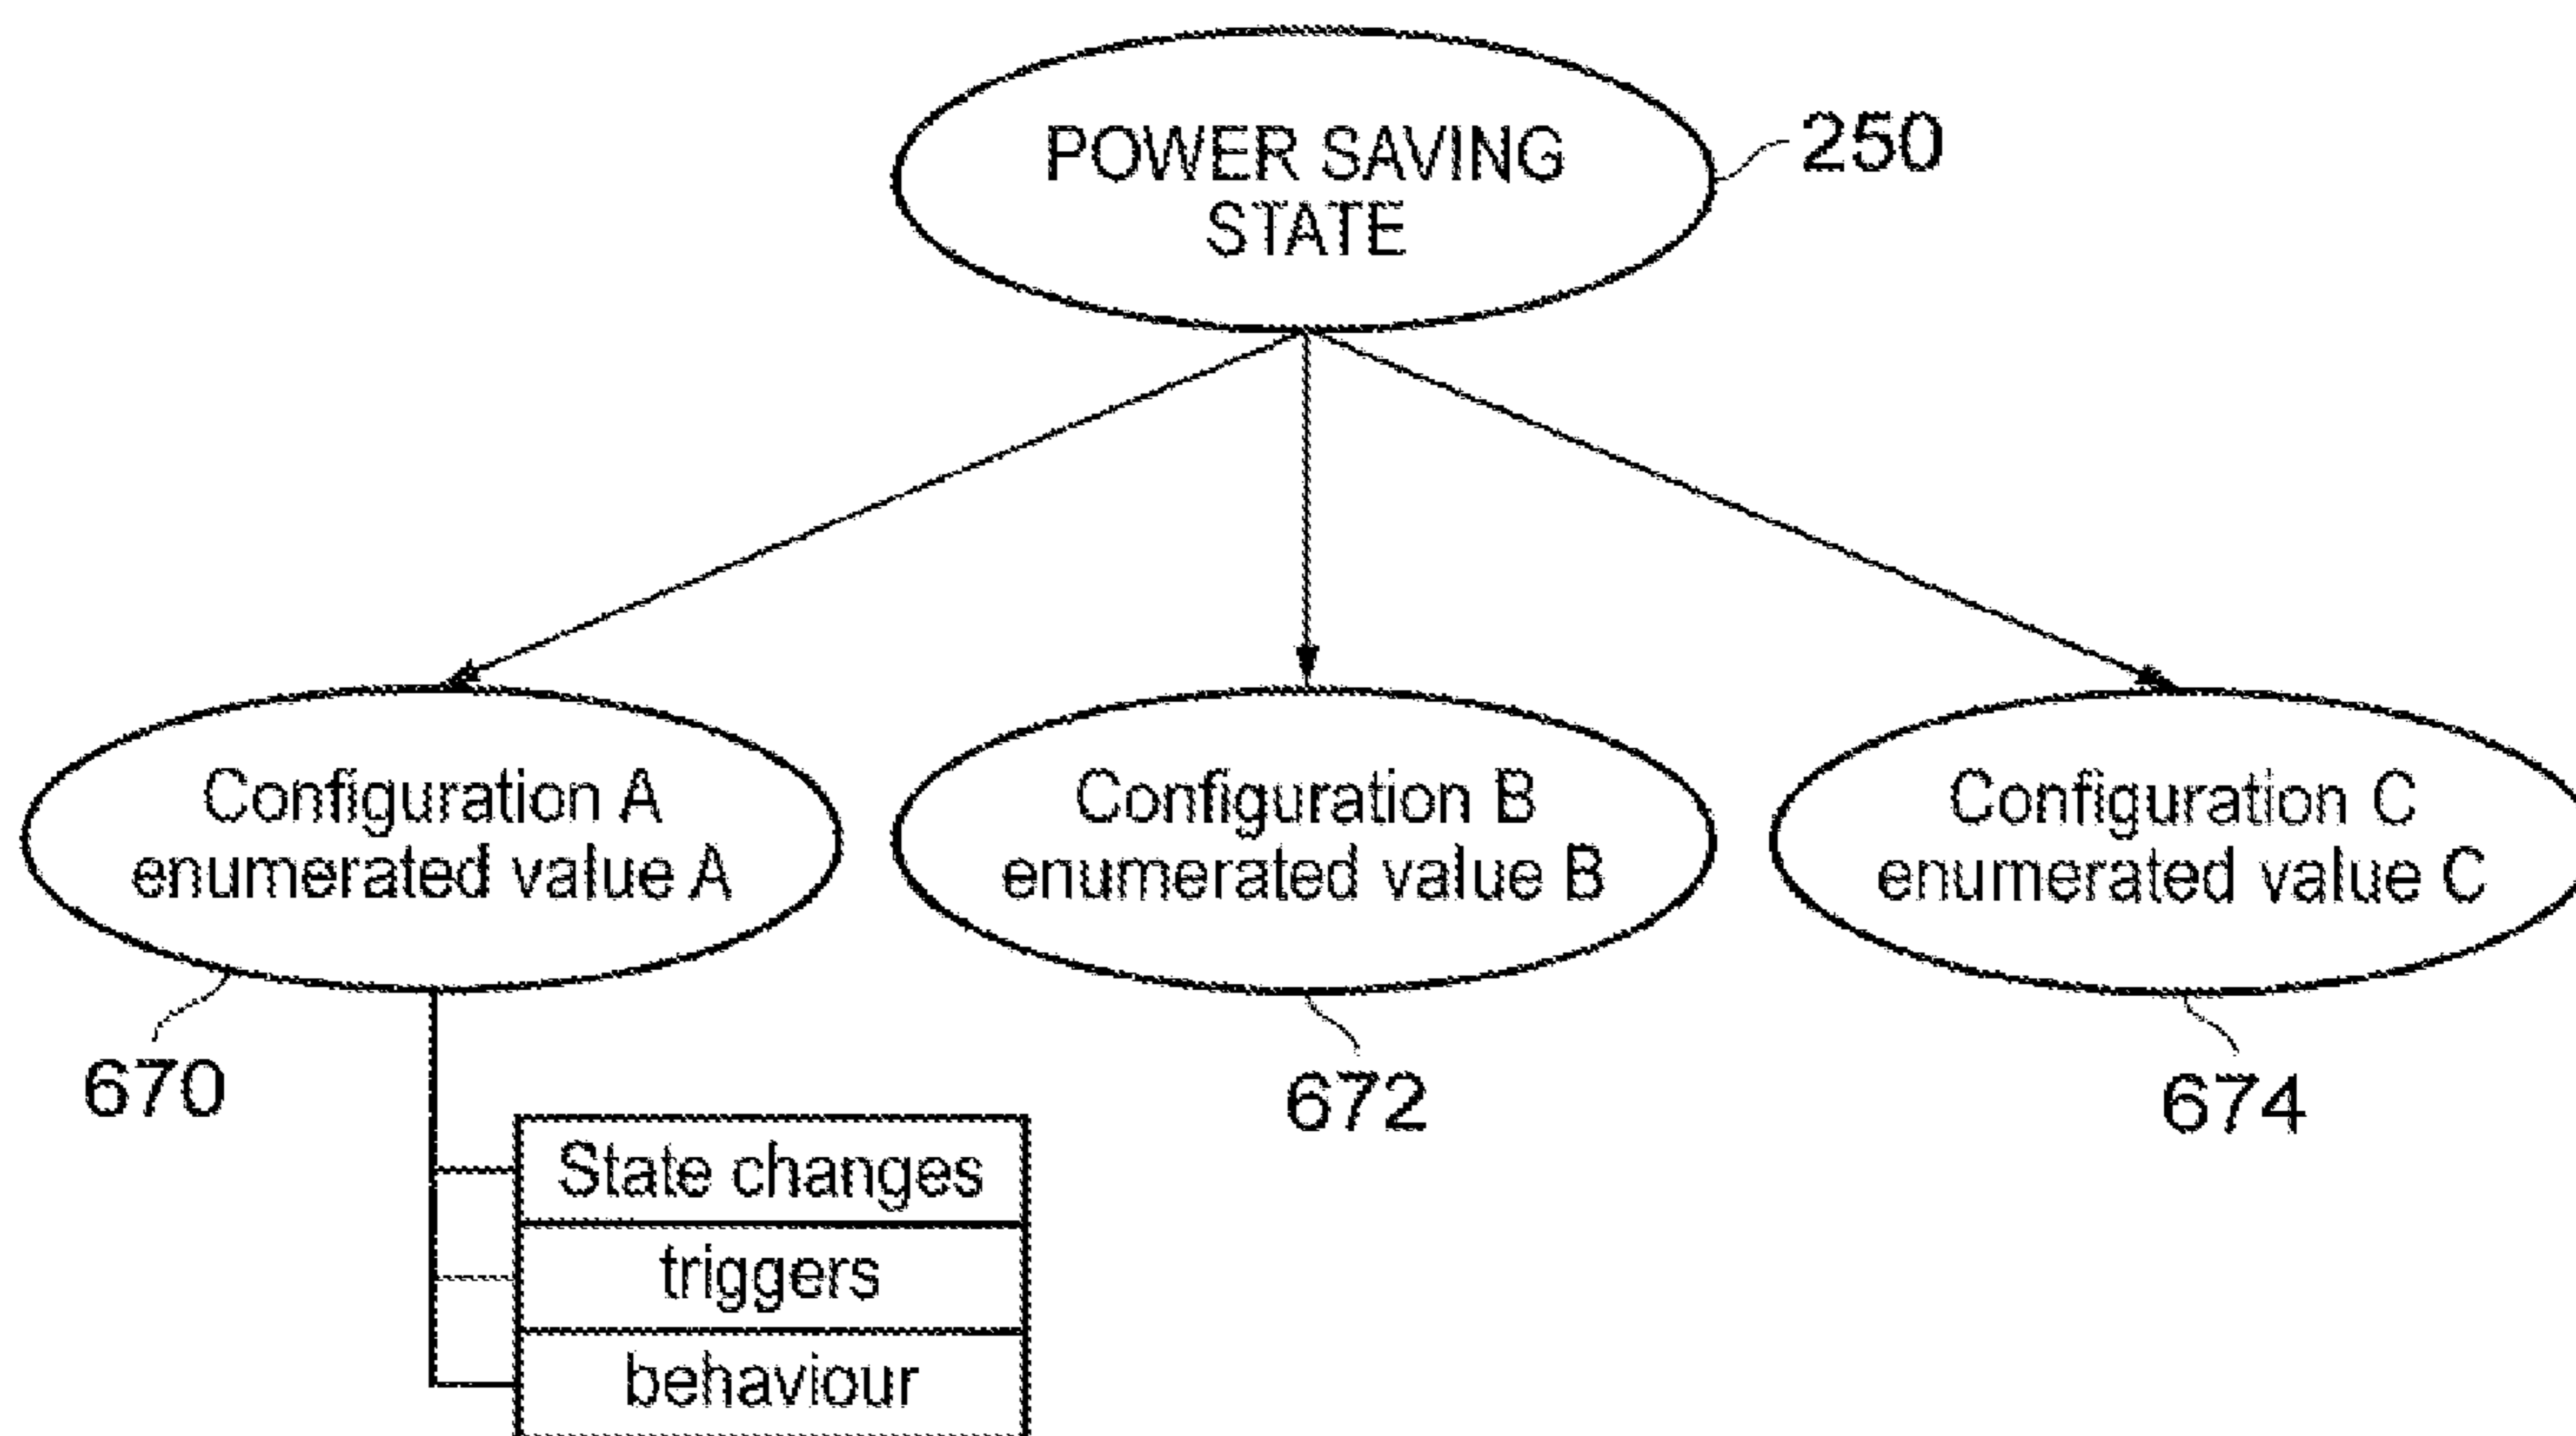 POWER SAVING
STATE
250
Configuration A
enumerated value A
Configuration B
enumerated value B
Configuration C
enumerated value C
670
672
674
State changes
triggers
behaviour